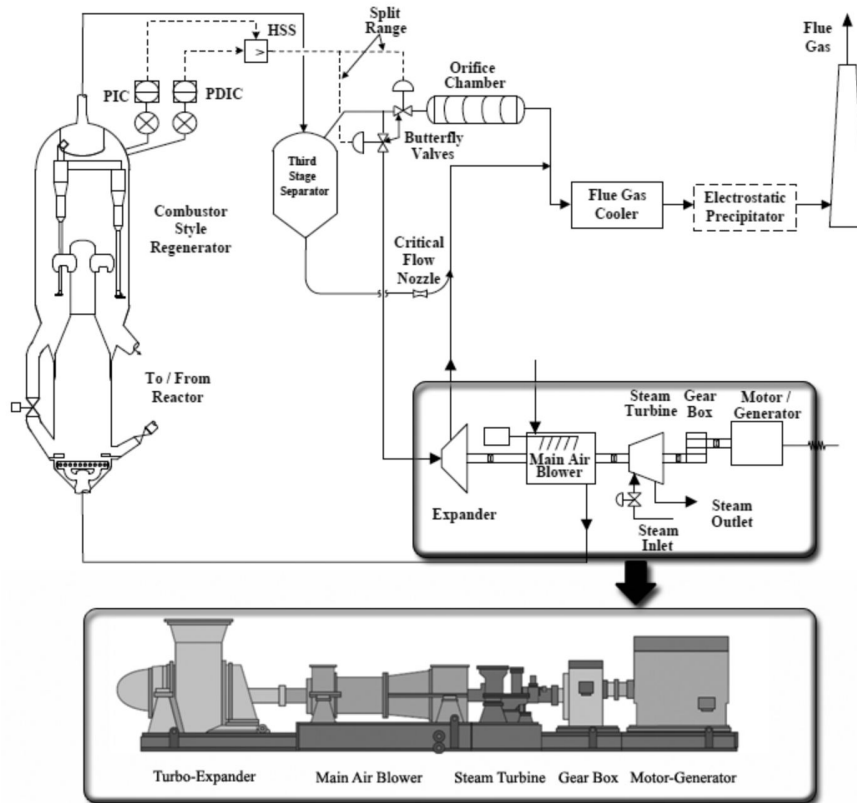 Split
Range
HSS
>
PIC
PDIC
Orifice
Chamber
Flue
Gas
Butterfly
Valves
Third
Stage
Separator
Combustor
Style
Regenerator
Flue Gas
Cooler
Electrostatic
Precipitator
Critical
Flow
Nozzle
To / From
Reactor
Steam
Turbine
Gear
Box
Motor /
Generator
Main Air
Blower
Expander
Steam
Outlet
Steam
Inlet
Turbo-Expander
Main Air Blower
Steam Turbine
Gear Box
Motor-Generator